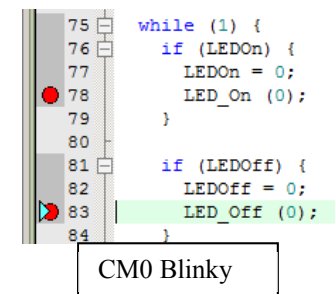 75 while (1) {
76 if (LEDOn) {
77 LEDOn = 0;
78 LED_On (0);
79 }
80
81 if (LEDOff) {
82 LEDOff = 0;
83 LED_Off (0);
84 }
CM0 Blinky